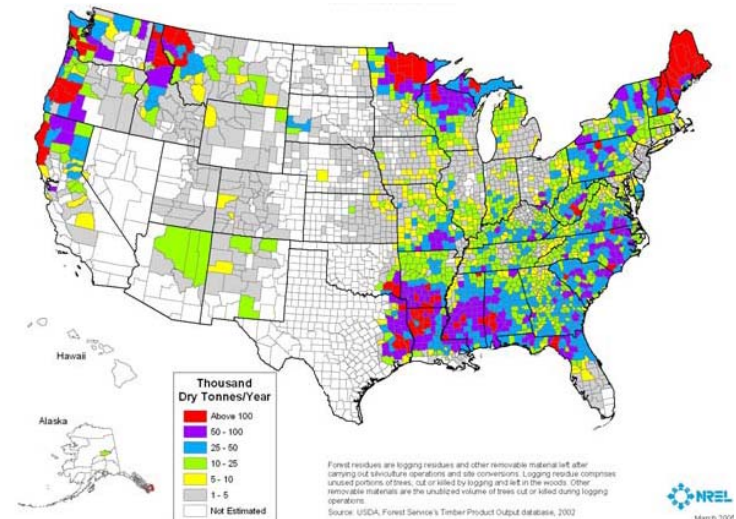 Hawaii
Alaska
Thousand
Dry Tonnes/Year
Above 100
50 - 100
25 - 50
10 - 25
5 - 10
1 - 5
Not Estimated
Forest residues are logging residues and other removable material left after
carrying out silviculture operations and site conversions. Logging residue comprises
unused portions of trees, cut or killed by logging and left in the woods. Other
removable materials are the unutilized volume of trees cut or killed during logging
operations.
Source: USDA, Forest Service's Timber Product Output database, 2002
NREL
March 2005